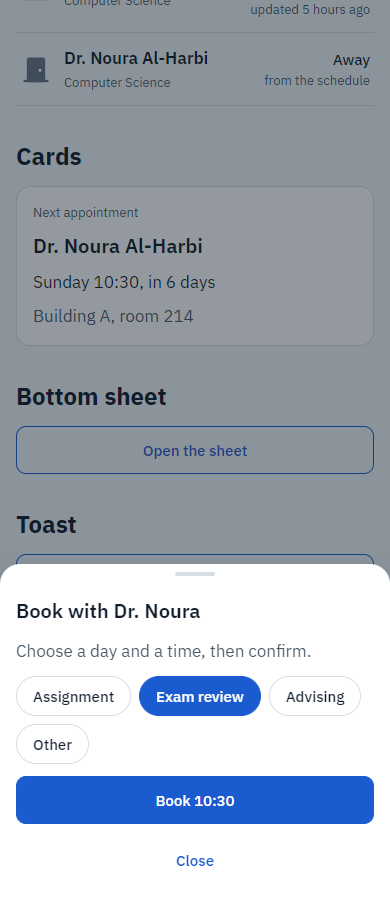 Computer Science
updated 5 hours ago
Dr. Noura Al-Harbi
Away
Computer Science
from the schedule
Cards
Next appointment
Dr. Noura Al-Harbi
Sunday 10:30, in 6 days
Building A, room 214
Bottom sheet
Open the sheet
Toast
Book with Dr. Noura
Choose a day and a time, then confirm.
Assignment
Exam review
Advising
Other
Book 10:30
Close